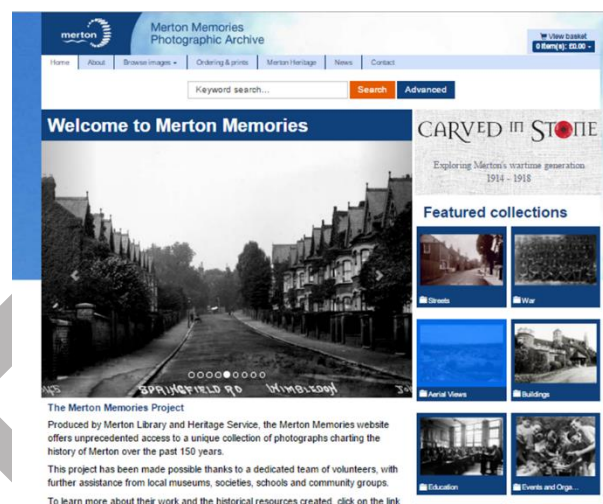 merton
Merton Memories
Photographic Archive
View basket
0 item(s): £0.00
Home About Browse images Ordering & prints Merton Heritage News Contact
Keyword search...
Search
Advanced
Welcome to Merton Memories
SPRINGFIELD RD WIMBLEDON
CARVED in STONE
Exploring Merton's wartime generation
1914 - 1918
Featured collections
Streets
War
Aerial Views
Buildings
Education
Events and Orga...
The Merton Memories Project
Produced by Merton Library and Heritage Service, the Merton Memories website
offers unprecedented access to a unique collection of photographs charting the
history of Merton over the past 150 years.
This project has been made possible thanks to a dedicated team of volunteers, with
further assistance from local museums, societies, schools and community groups.
To learn more about their work and the historical resources created, click on the link